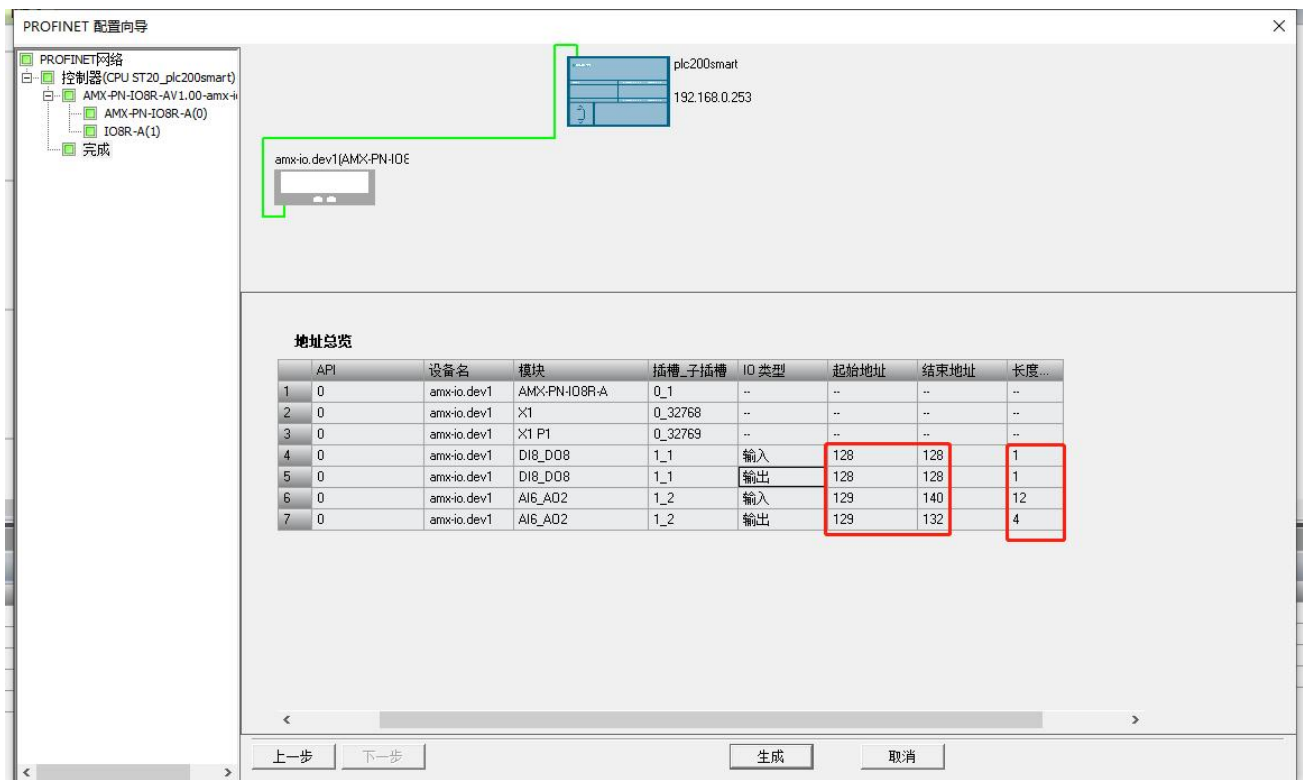 PROFINET 配置向导
PROFINET网络
控制器(CPU ST20_plc200smart)
AMX-PN-IO8R-AV1.00-amx-i
AMX-PN-IO8R-A(0)
IO8R-A(1)
完成
plc200smart
192.168.0.253
amx-io.dev1(AMX-PN-IO8
地址总览
API 设备名 模块 插槽_子插槽 IO 类型 起始地址 结束地址 长度...
1 0 amx-io.dev1 AMX-PN-IO8R-A 0_1 -- -- -- --
2 0 amx-io.dev1 X1 0_32768 -- -- -- --
3 0 amx-io.dev1 X1 P1 0_32769 -- -- -- --
4 0 amx-io.dev1 DI8_DO8 1_1 输入 128 128 1
5 0 amx-io.dev1 DI8_DO8 1_1 输出 128 128 1
6 0 amx-io.dev1 AI6_AO2 1_2 输入 129 140 12
7 0 amx-io.dev1 AI6_AO2 1_2 输出 129 132 4
上一步 下一步 生成 取消